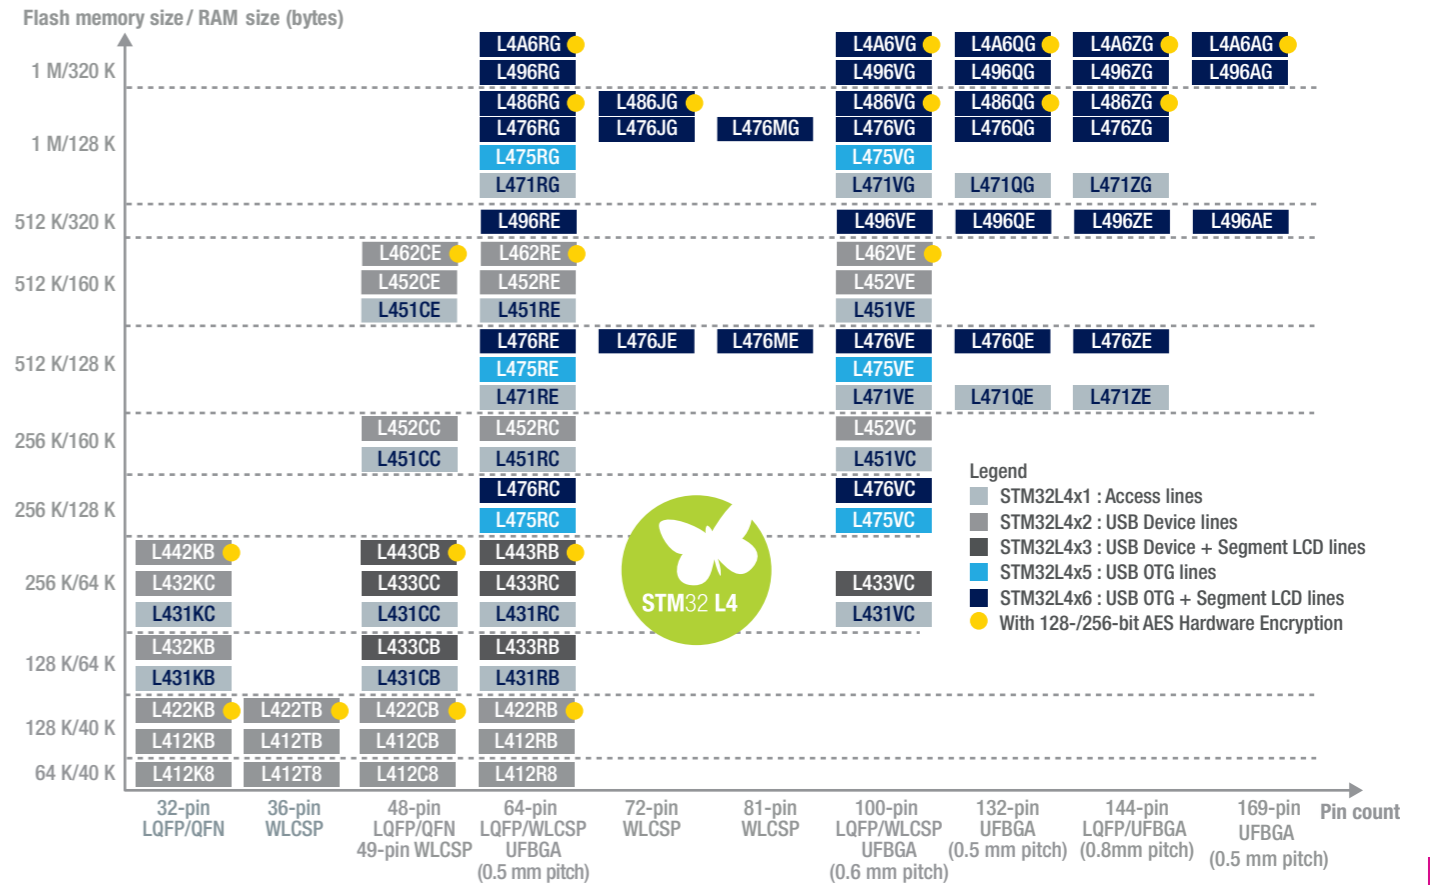 Flash memory size / RAM size (bytes)
L4A6RG L4A6VG L4A6QG L4A6ZG L4A6AG
1 M/320 K L496RG L496VG L496QG L496ZG L496AG
L486RG L486JG L486VG L486QG L486ZG
L476RG L476JG L476MG L476VG L476QG L476ZG
1 M/128 K
L475RG L475VG
L471RG L471VG L471QG L471ZG
512 K/320 K L496RE L496VE L496QE L496ZE L496AE
L462CE L462RE L462VE
512 K/160 K L452CE L452RE L452VE
L451CE L451RE L451VE
L476RE L476JE L476ME L476VE L476QE L476ZE
512 K/128 K L475RE L475VE
L471RE L471VE L471QE L471ZE
L452CC L452RC L452VC
256 K/160 K
L451CC L451RC L451VC
L476RC L476VC
256 K/128 K
L475RC L475VC
L442KB L443CB L443RB
256 K/64 K L432KC L433CC L433RC L433VC
L431KC L431CC L431RC L431VC
L432KB L433CB L433RB
128 K/64 K
L431KB L431CB L431RB
L422KB L422TB L422CB L422RB
128 K/40 K
L412KB L412TB L412CB L412RB
64 K/40 K L412K8 L412T8 L412C8 L412R8
STM32 L4
Legend
STM32L4x1 : Access lines
STM32L4x2 : USB Device lines
STM32L4x3 : USB Device + Segment LCD lines
STM32L4x5 : USB OTG lines
STM32L4x6 : USB OTG + Segment LCD lines
With 128-/256-bit AES Hardware Encryption
32-pin
LQFP/QFN
36-pin
WLCSP
48-pin
LQFP/QFN
49-pin WLCSP
64-pin
LQFP/WLCSP
UFBGA
(0.5 mm pitch)
72-pin
WLCSP
81-pin
WLCSP
100-pin
LQFP/WLCSP
UFBGA
(0.6 mm pitch)
132-pin
UFBGA
(0.5 mm pitch)
144-pin
LQFP/UFBGA
(0.8mm pitch)
169-pin
UFBGA
(0.5 mm pitch)
Pin count